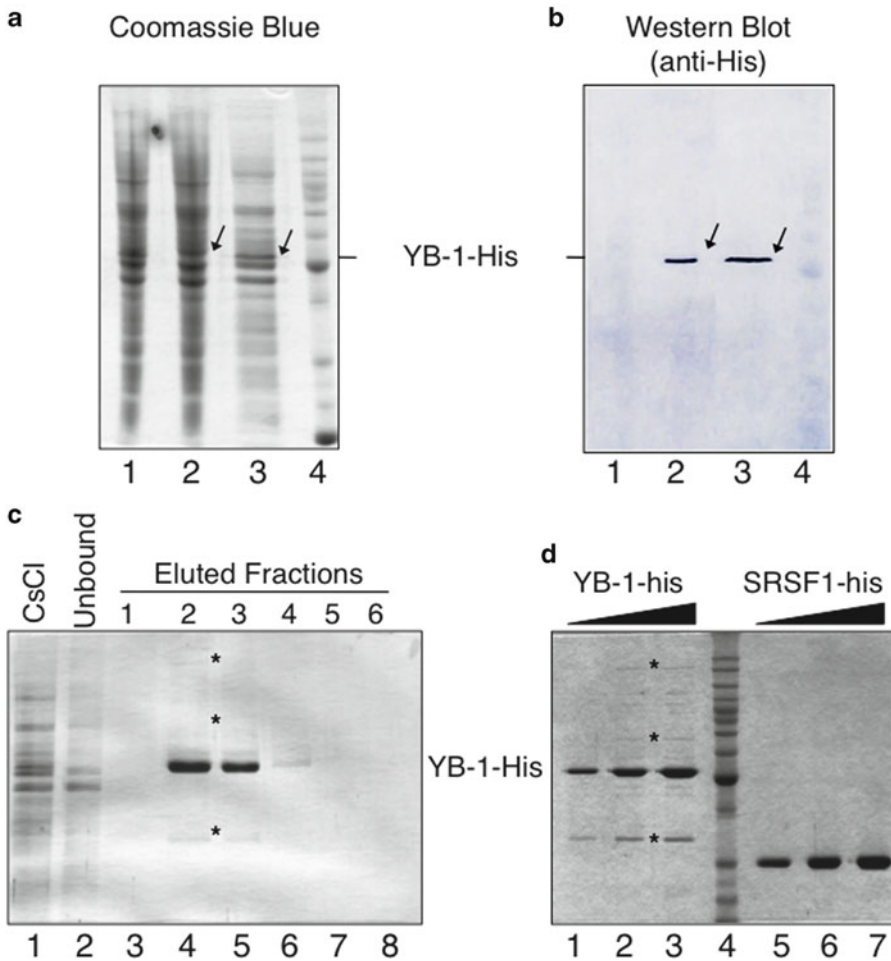 a
Coomassie Blue
1 2 3 4
YB-1-His
b
Western Blot
(anti-His)
1 2 3 4
c
CsCl
Unbound
Eluted Fractions
1 2 3 4 5 6
*
*
*
1 2 3 4 5 6 7 8
YB-1-His
d
YB-1-his SRSF1-his
*
*
*
1 2 3 4 5 6 7